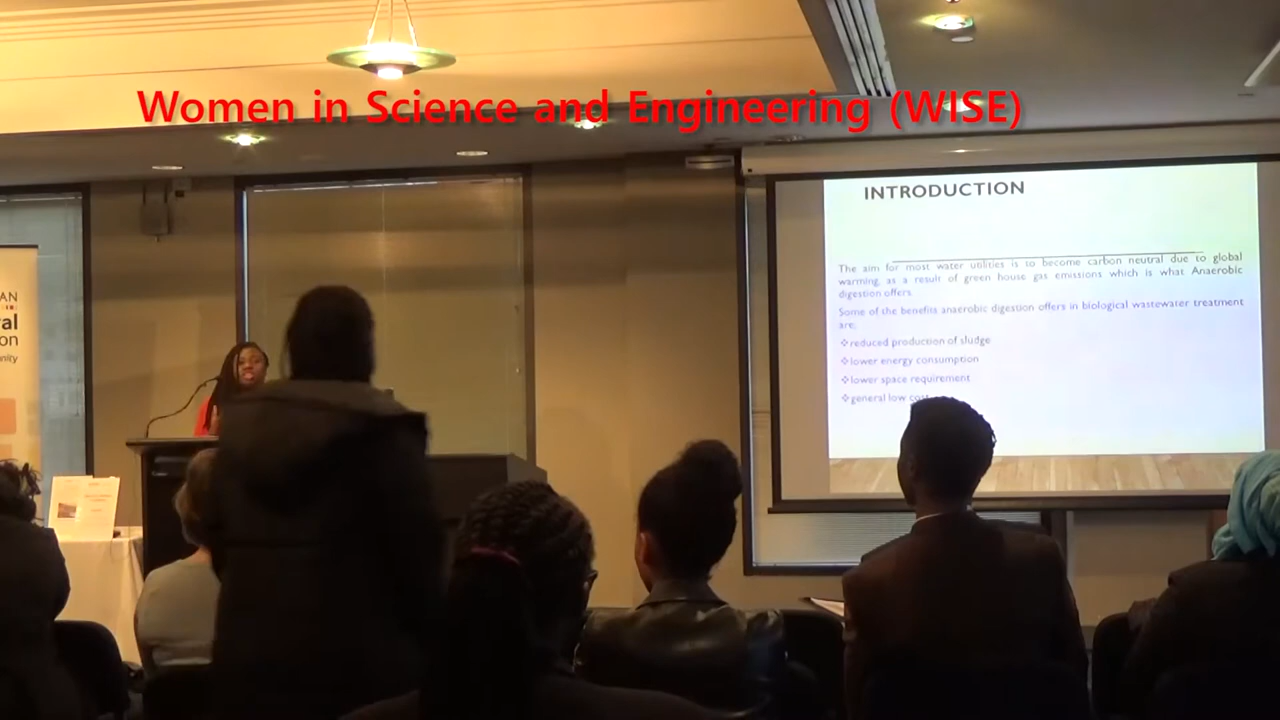 Women in Science and Engineering (WISE)
INTRODUCTION
The aim for most water utilities is to become carbon neutral due to global
warming, as a result of green house gas emissions which is what Anaerobic
digestion offers.
Some of the benefits anaerobic digestion offers in biological wastewater treatment
are;
❖reduced production of sludge
❖lower energy consumption
❖lower space requirement
❖general low cost